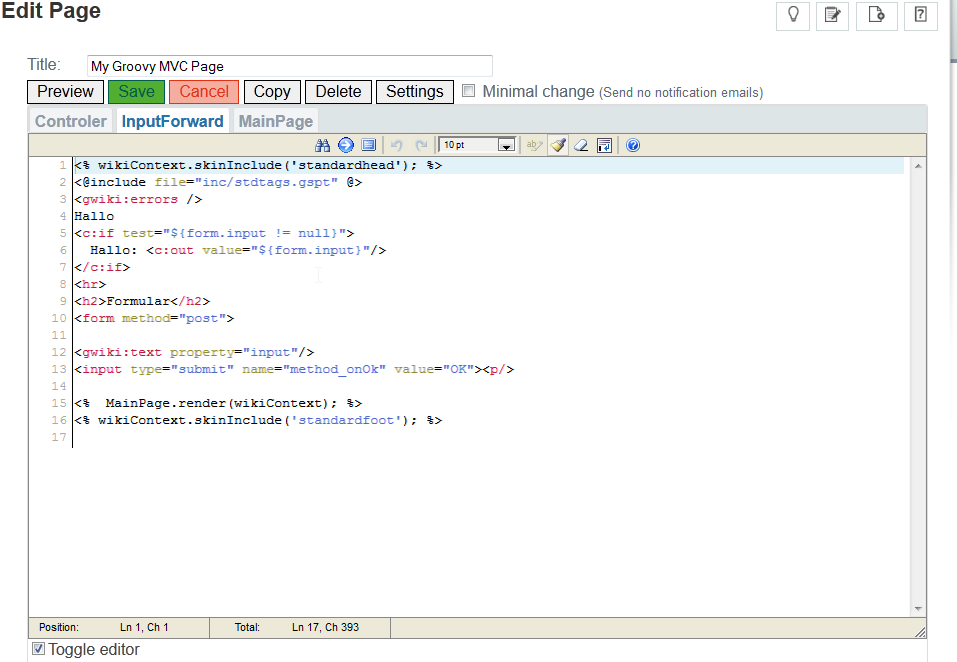 Edit Page
Title: My Groovy MVC Page
Preview Save Cancel Copy Delete Settings Minimal change (Send no notification emails)
Controler InputForward MainPage
10 pt
1 <% wikiContext.skinInclude('standardhead'); %>
2 <@include file="inc/stdtags.gspt" @>
3 <gwiki:errors />
4 Hallo
5 <c:if test="${form.input != null}">
6   Hallo: <c:out value="${form.input}"/>
7 </c:if>
8 <hr>
9 <h2>Formular</h2>
10 <form method="post">
11
12 <gwiki:text property="input"/>
13 <input type="submit" name="method_onOk" value="OK"><p/>
14
15 <%  MainPage.render(wikiContext); %>
16 <% wikiContext.skinInclude('standardfoot'); %>
17
Position: Ln 1, Ch 1 Total: Ln 17, Ch 393
Toggle editor